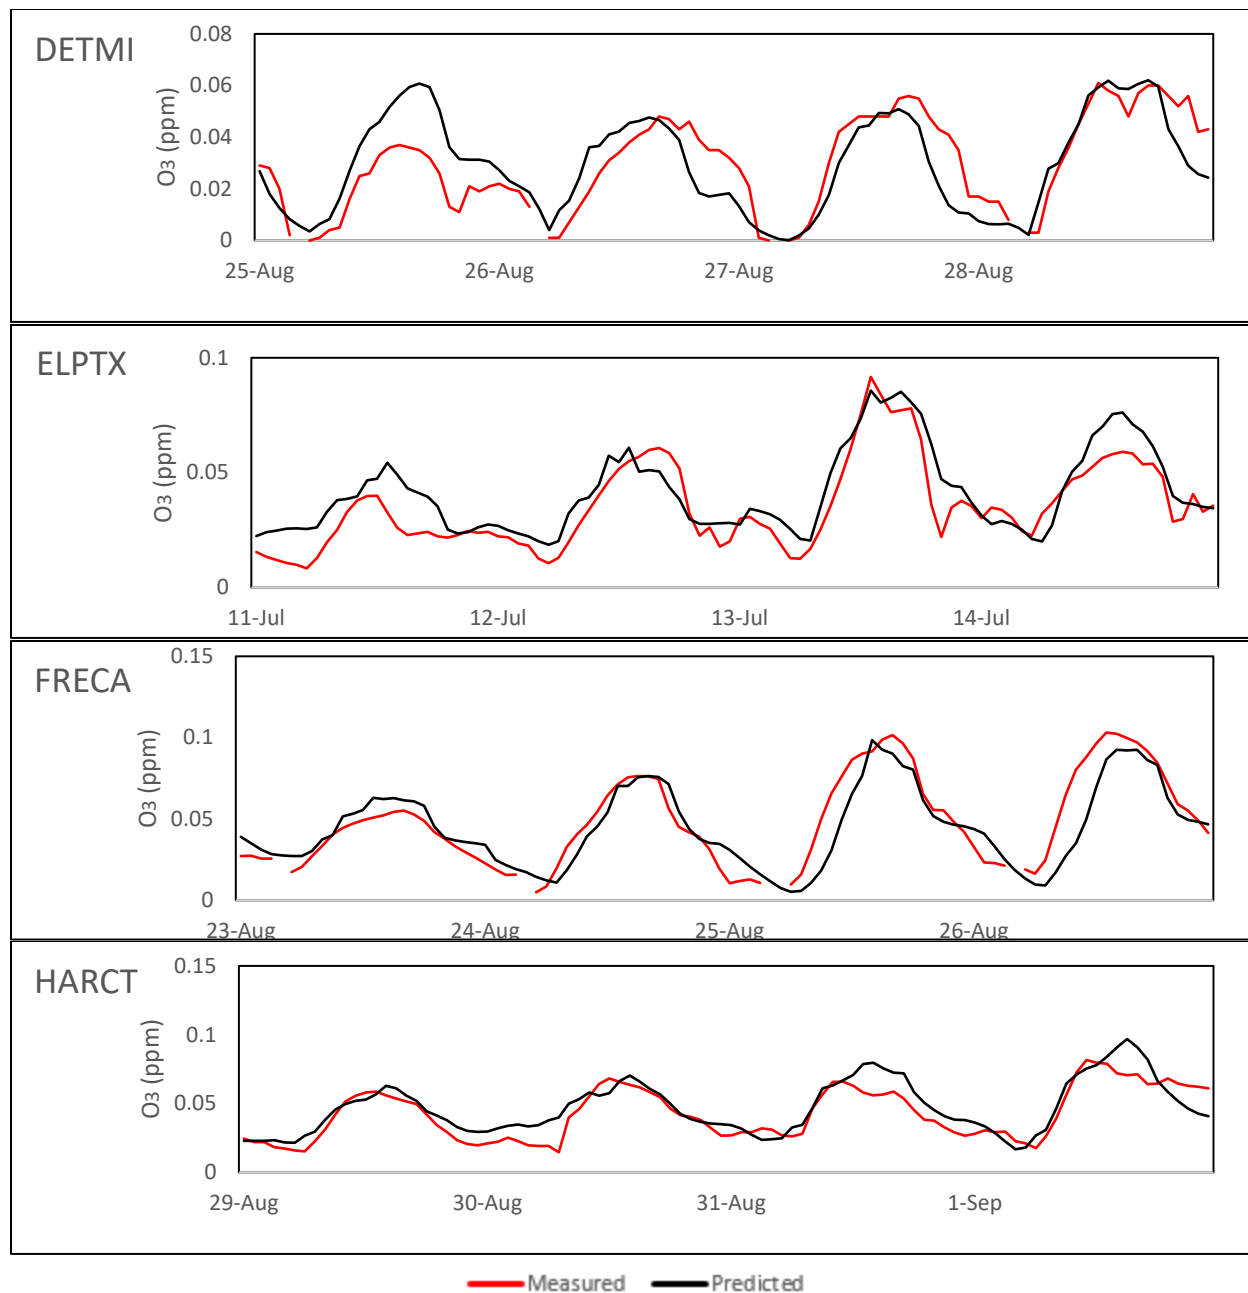 DETMI
O3 (ppm)
0.08
0.06
0.04
0.02
0
25-Aug 26-Aug 27-Aug 28-Aug
ELPTX
O3 (ppm)
0.1
0.05
0
11-Jul 12-Jul 13-Jul 14-Jul
FRECA
O3 (ppm)
0.15
0.1
0.05
0
23-Aug 24-Aug 25-Aug 26-Aug
HARCT
O3 (ppm)
0.15
0.1
0.05
0
29-Aug 30-Aug 31-Aug 1-Sep
Measured Predicted